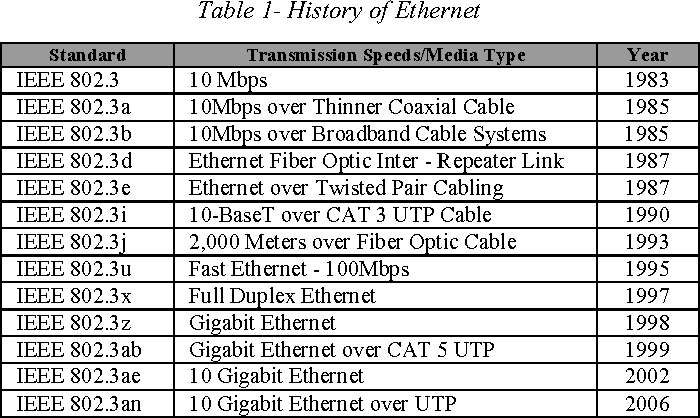 Table 1- History of Ethernet
Standard Transmission Speeds/Media Type Year
IEEE 802.3 10 Mbps 1983
IEEE 802.3a 10Mbps over Thinner Coaxial Cable 1985
IEEE 802.3b 10Mbps over Broadband Cable Systems 1985
IEEE 802.3d Ethernet Fiber Optic Inter - Repeater Link 1987
IEEE 802.3e Ethernet over Twisted Pair Cabling 1987
IEEE 802.3i 10-BaseT over CAT 3 UTP Cable 1990
IEEE 802.3j 2,000 Meters over Fiber Optic Cable 1993
IEEE 802.3u Fast Ethernet - 100Mbps 1995
IEEE 802.3x Full Duplex Ethernet 1997
IEEE 802.3z Gigabit Ethernet 1998
IEEE 802.3ab Gigabit Ethernet over CAT 5 UTP 1999
IEEE 802.3ae 10 Gigabit Ethernet 2002
IEEE 802.3an 10 Gigabit Ethernet over UTP 2006